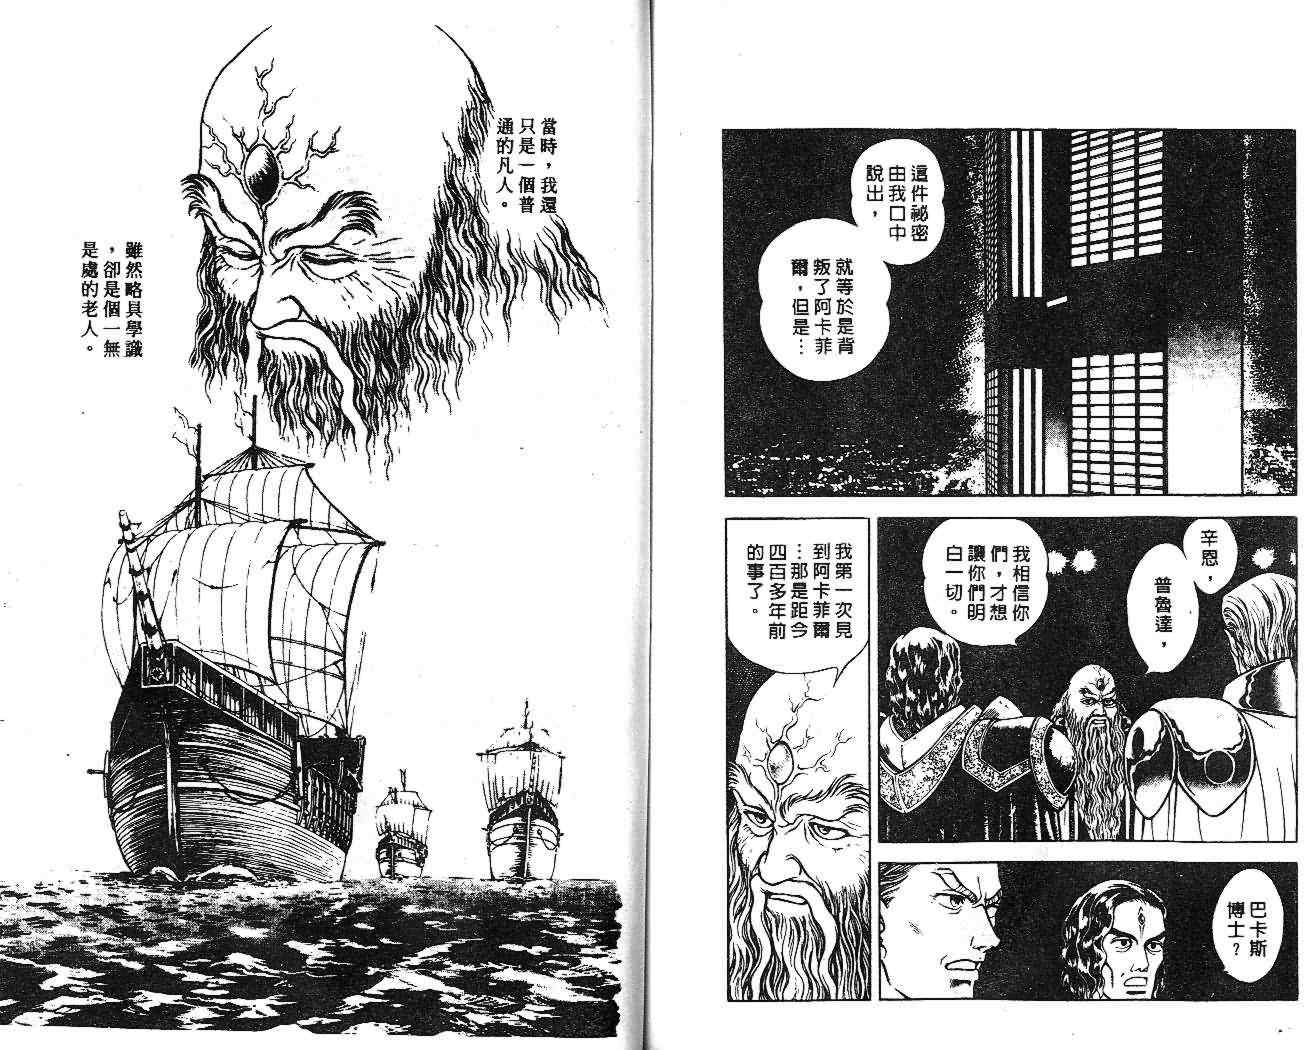 這件祕密
由我口中
說出，
就等於是背
叛了阿卡菲
爾，但是…
辛恩，
普魯達，
我相信你
們，才想
讓你們明
白一切。
巴卡斯
博士？
我第一次見
到阿卡菲爾
…那是距今
四百多年前
的事了。
當時，我還
只是一個普
通的凡人。
雖然略具學識
，卻是個一無
是處的老人。